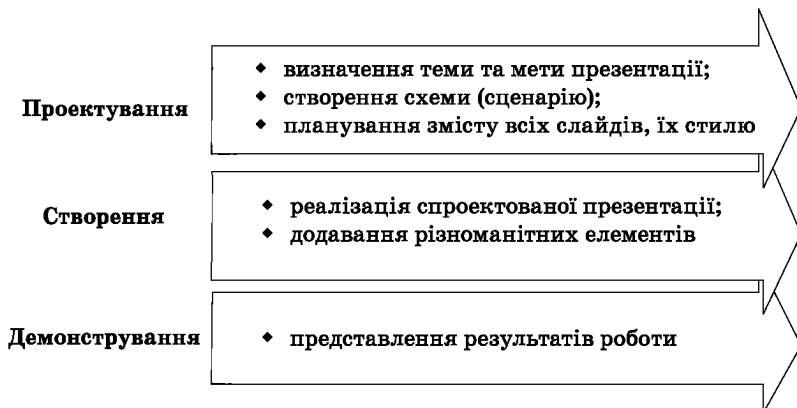 Проектування
◆ визначення теми та мети презентації;
◆ створення схеми (сценарію);
◆ планування змісту всіх слайдів, їх стилю
Створення
◆ реалізація спроектованої презентації;
◆ додавання різноманітних елементів
Демонстрування
◆ представлення результатів роботи